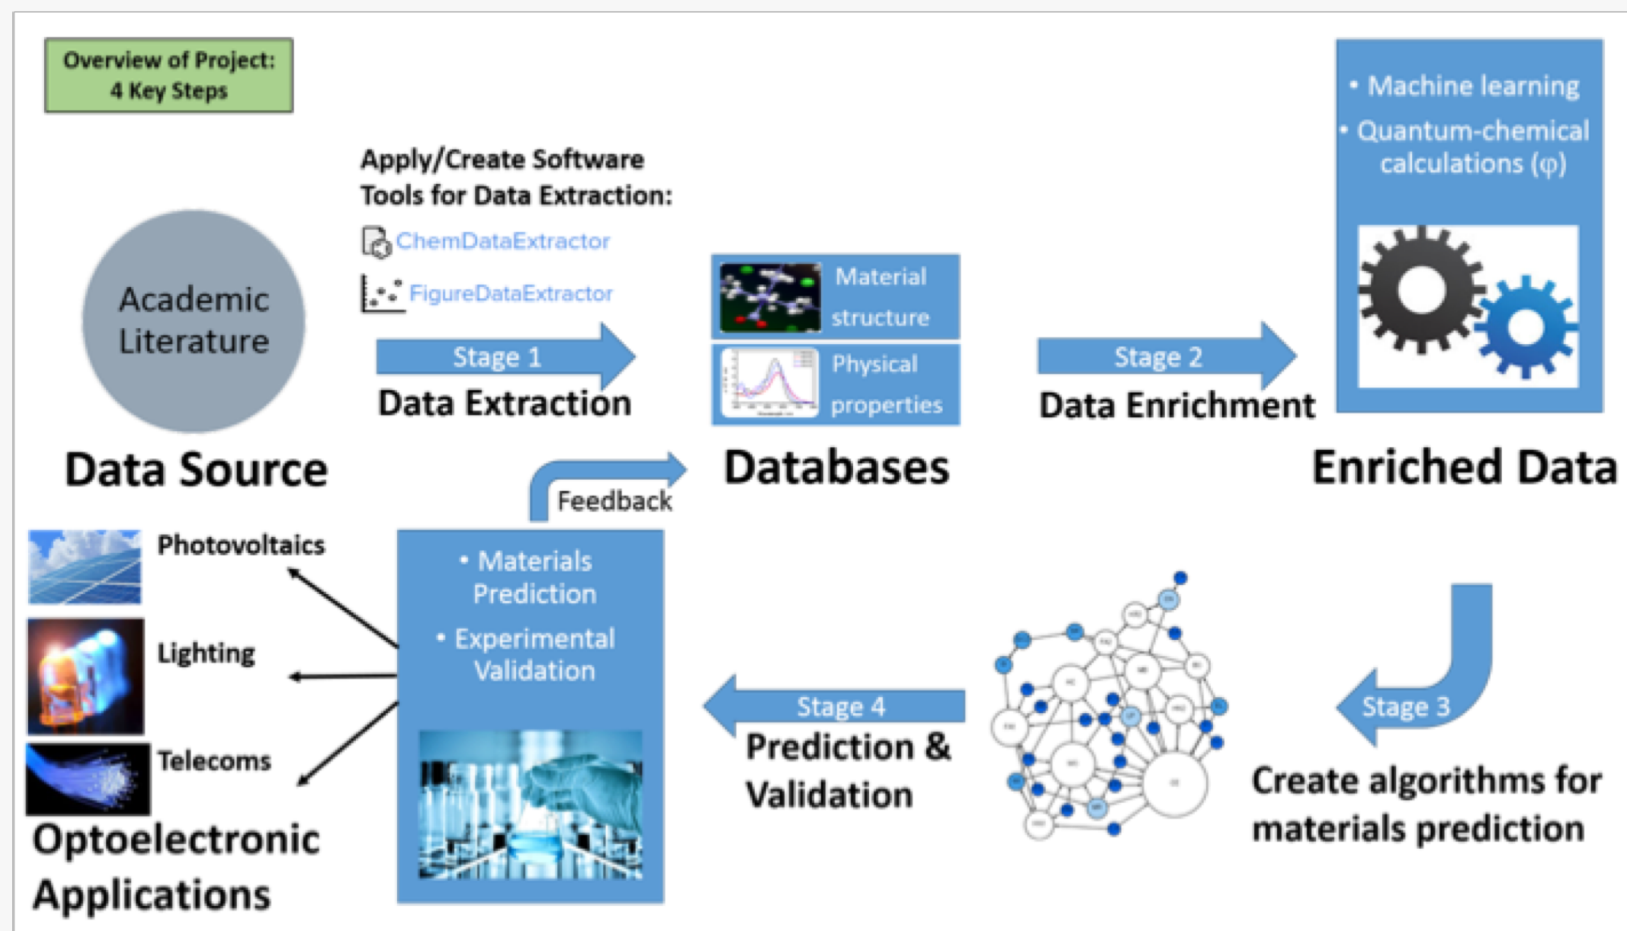 Overview of Project:
4 Key Steps
Apply/Create Software
Tools for Data Extraction:
ChemDataExtractor
FigureDataExtractor
Academic
Literature
Data Source
Stage 1
Data Extraction
Material
structure
Physical
properties
Databases
Stage 2
Data Enrichment
• Machine learning
• Quantum-chemical
calculations (φ)
Enriched Data
Stage 3
Create algorithms for
materials prediction
Stage 4
Prediction &
Validation
Feedback
• Materials
Prediction
• Experimental
Validation
Photovoltaics
Lighting
Telecoms
Optoelectronic
Applications